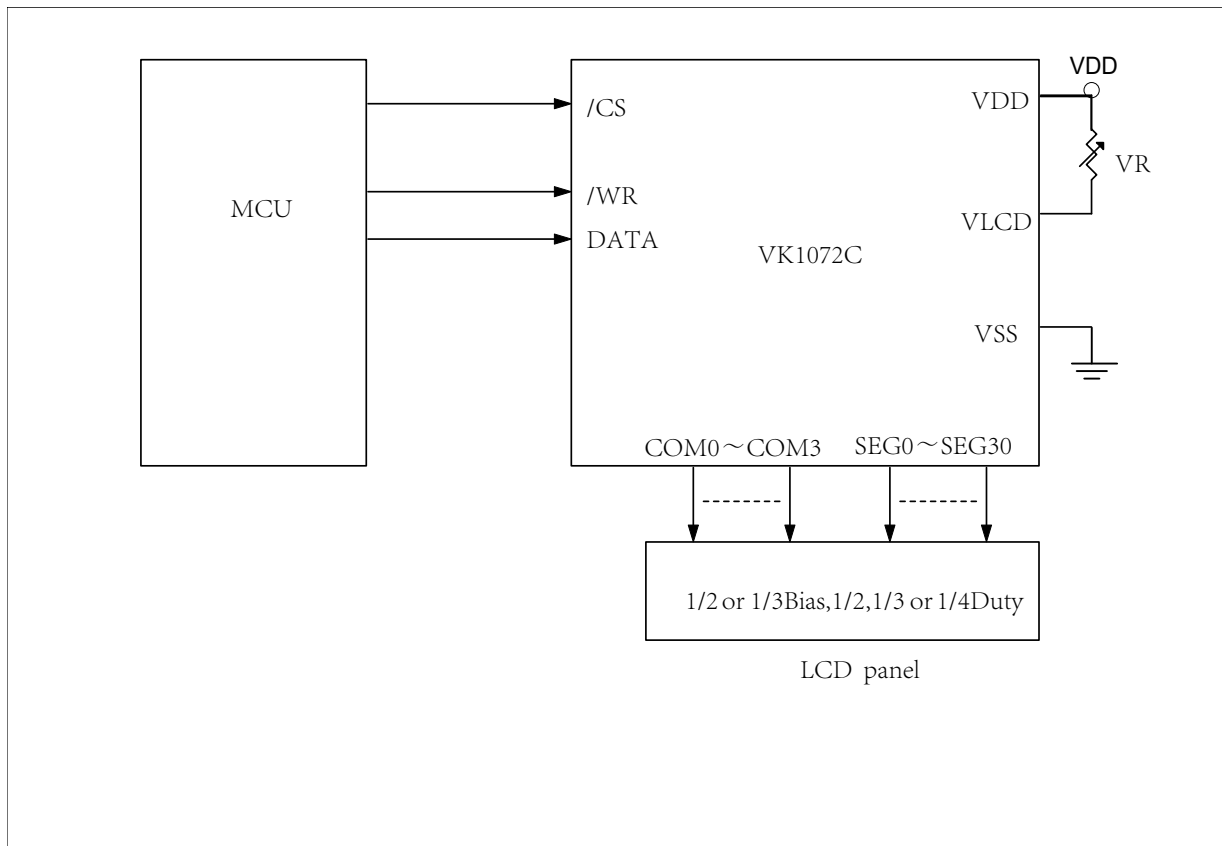 VDD
/CS
VDD
VR
MCU
/WR
VLCD
DATA
VK1072C
VSS
COM0～COM3
SEG0～SEG30
1/2 or 1/3Bias,1/2,1/3 or 1/4Duty
LCD panel